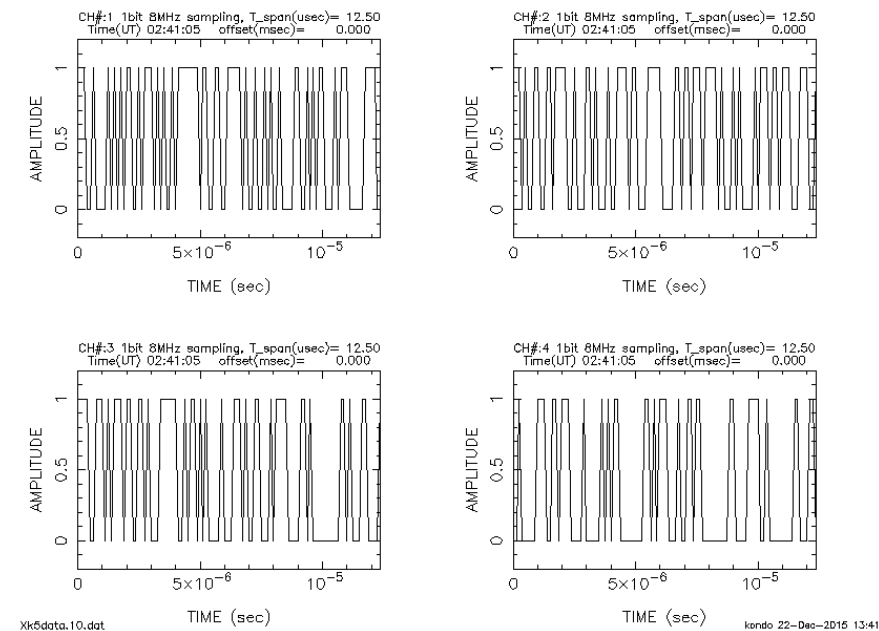 CH#:1 1bit 8MHz sampling, T_span(usec)= 12.50
Time(UT) 02:41:05 offset(msec)= 0.000
AMPLITUDE
1
0.5
0
0
5×10⁻⁶
10⁻⁵
TIME (sec)
CH#:2 1bit 8MHz sampling, T_span(usec)= 12.50
Time(UT) 02:41:05 offset(msec)= 0.000
AMPLITUDE
1
0.5
0
0
5×10⁻⁶
10⁻⁵
TIME (sec)
CH#:3 1bit 8MHz sampling, T_span(usec)= 12.50
Time(UT) 02:41:05 offset(msec)= 0.000
AMPLITUDE
1
0.5
0
0
5×10⁻⁶
10⁻⁵
TIME (sec)
CH#:4 1bit 8MHz sampling, T_span(usec)= 12.50
Time(UT) 02:41:05 offset(msec)= 0.000
AMPLITUDE
1
0.5
0
0
5×10⁻⁶
10⁻⁵
TIME (sec)
Xk5data.10.dat
kondo 22-Dec-2015 13:41